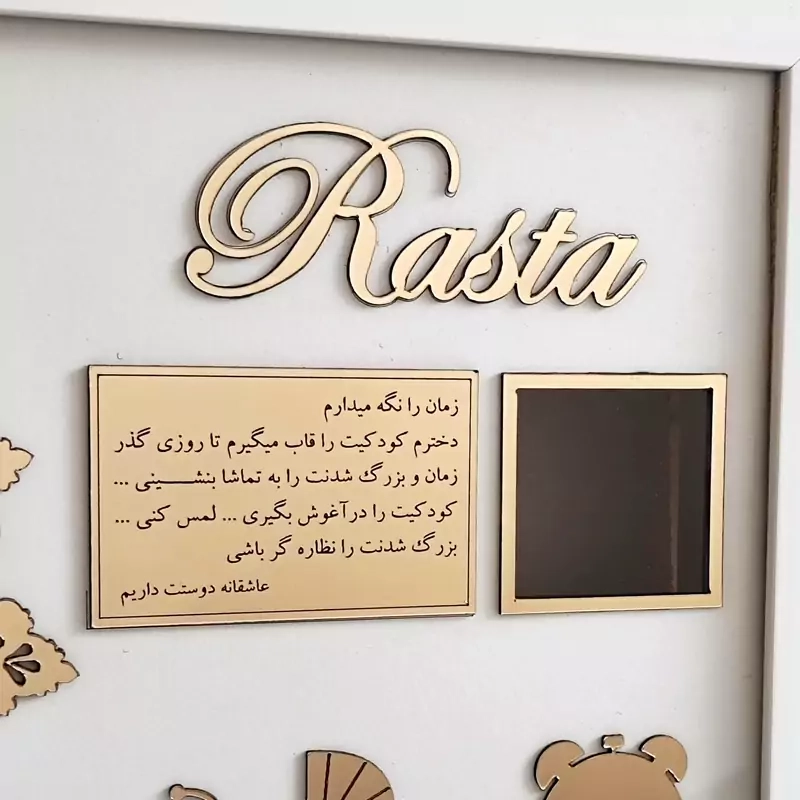 Rasta
زمان را نگه میدارم
دخترم کودکیت را قاب میگیرم تا روزی گذر
زمان و بزرگ شدنت را به تماشا بنشـــــینی ...
کودکیت را درآغوش بگیری ... لمس کنی ...
بزرگ شدنت را نظاره گر باشی
عاشقانه دوستت داریم